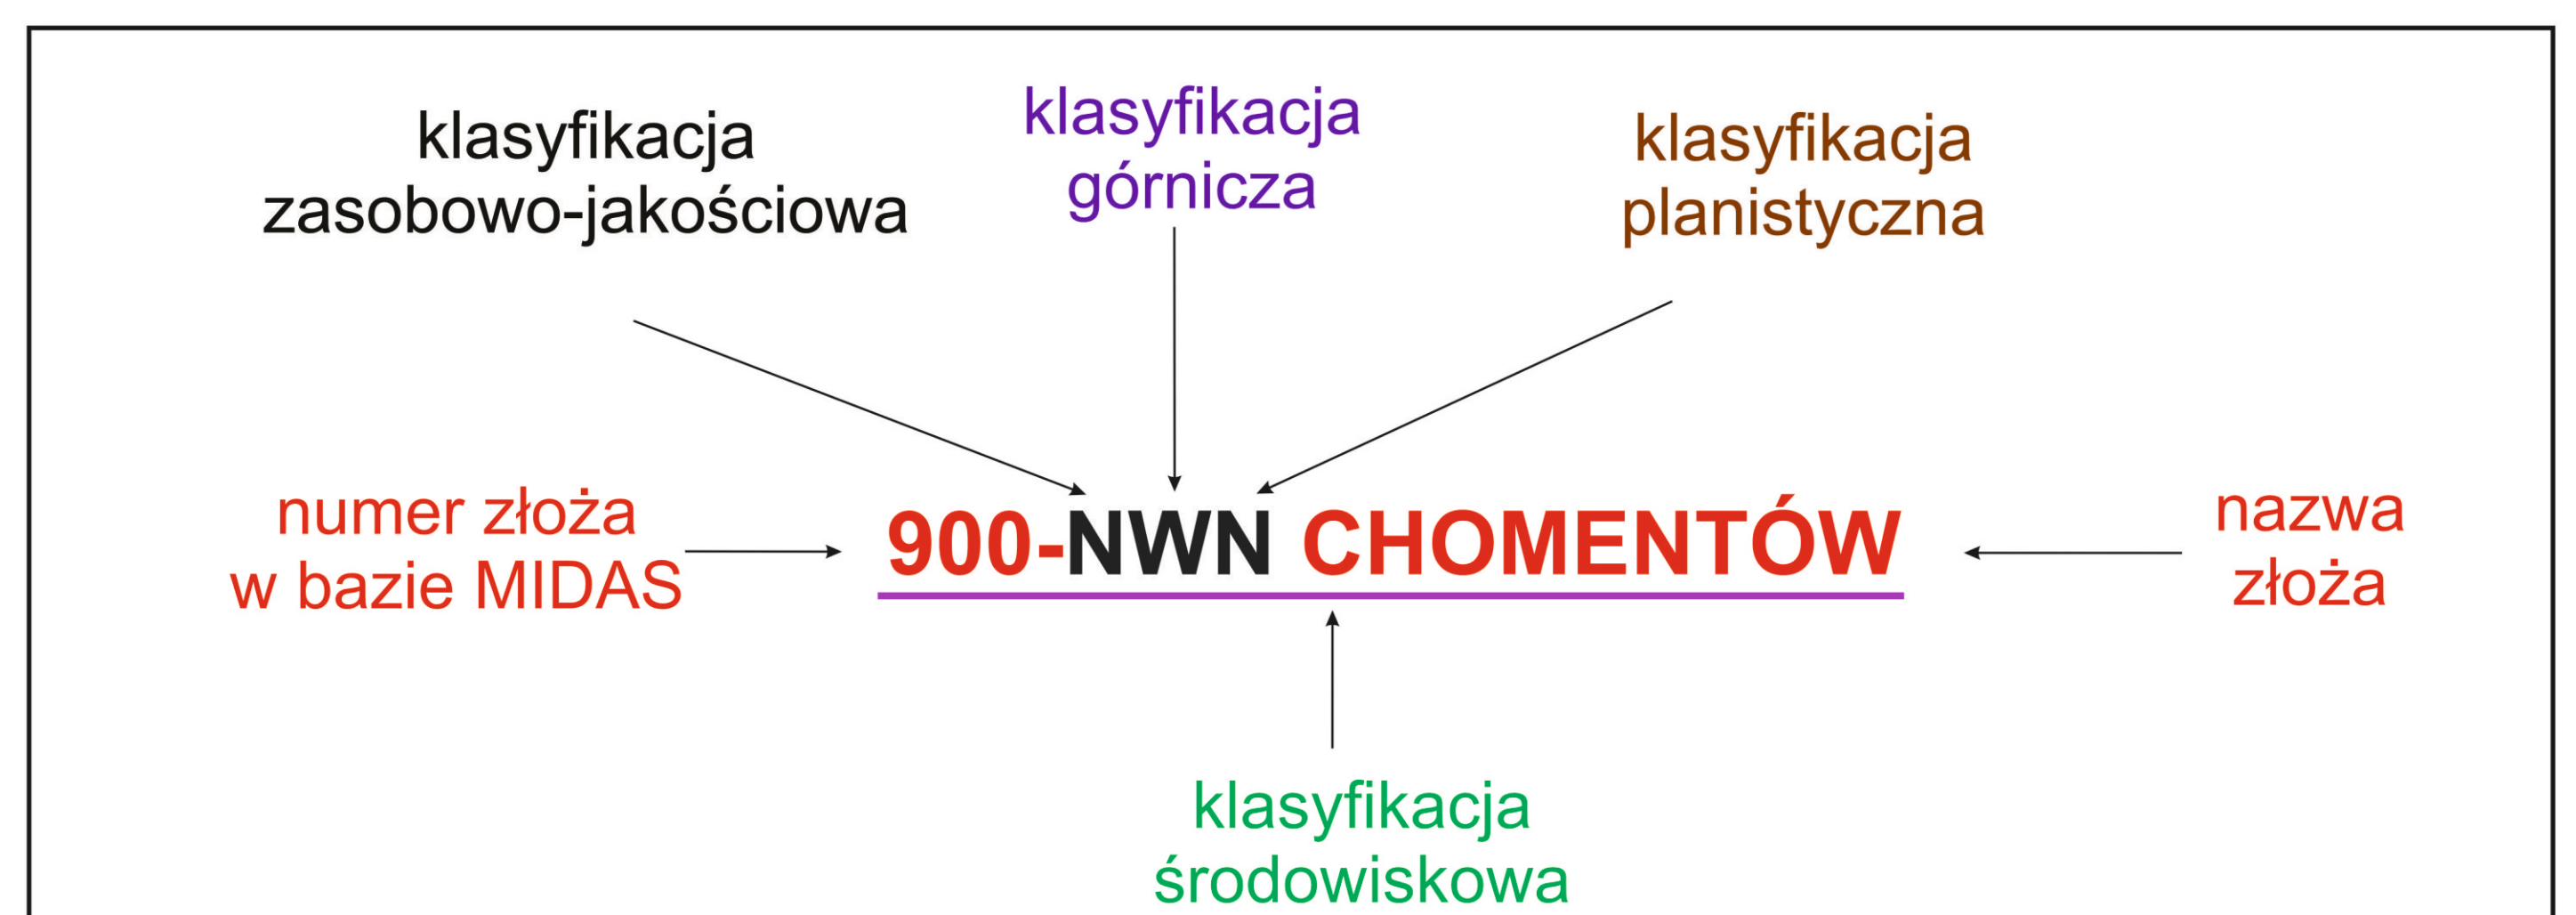 klasyfikacja
zasobowo-jakościowa
klasyfikacja
górnicza
klasyfikacja
planistyczna
numer złoża
w bazie MIDAS
900-NWN CHOMENTÓW
nazwa
złoża
klasyfikacja
środowiskowa